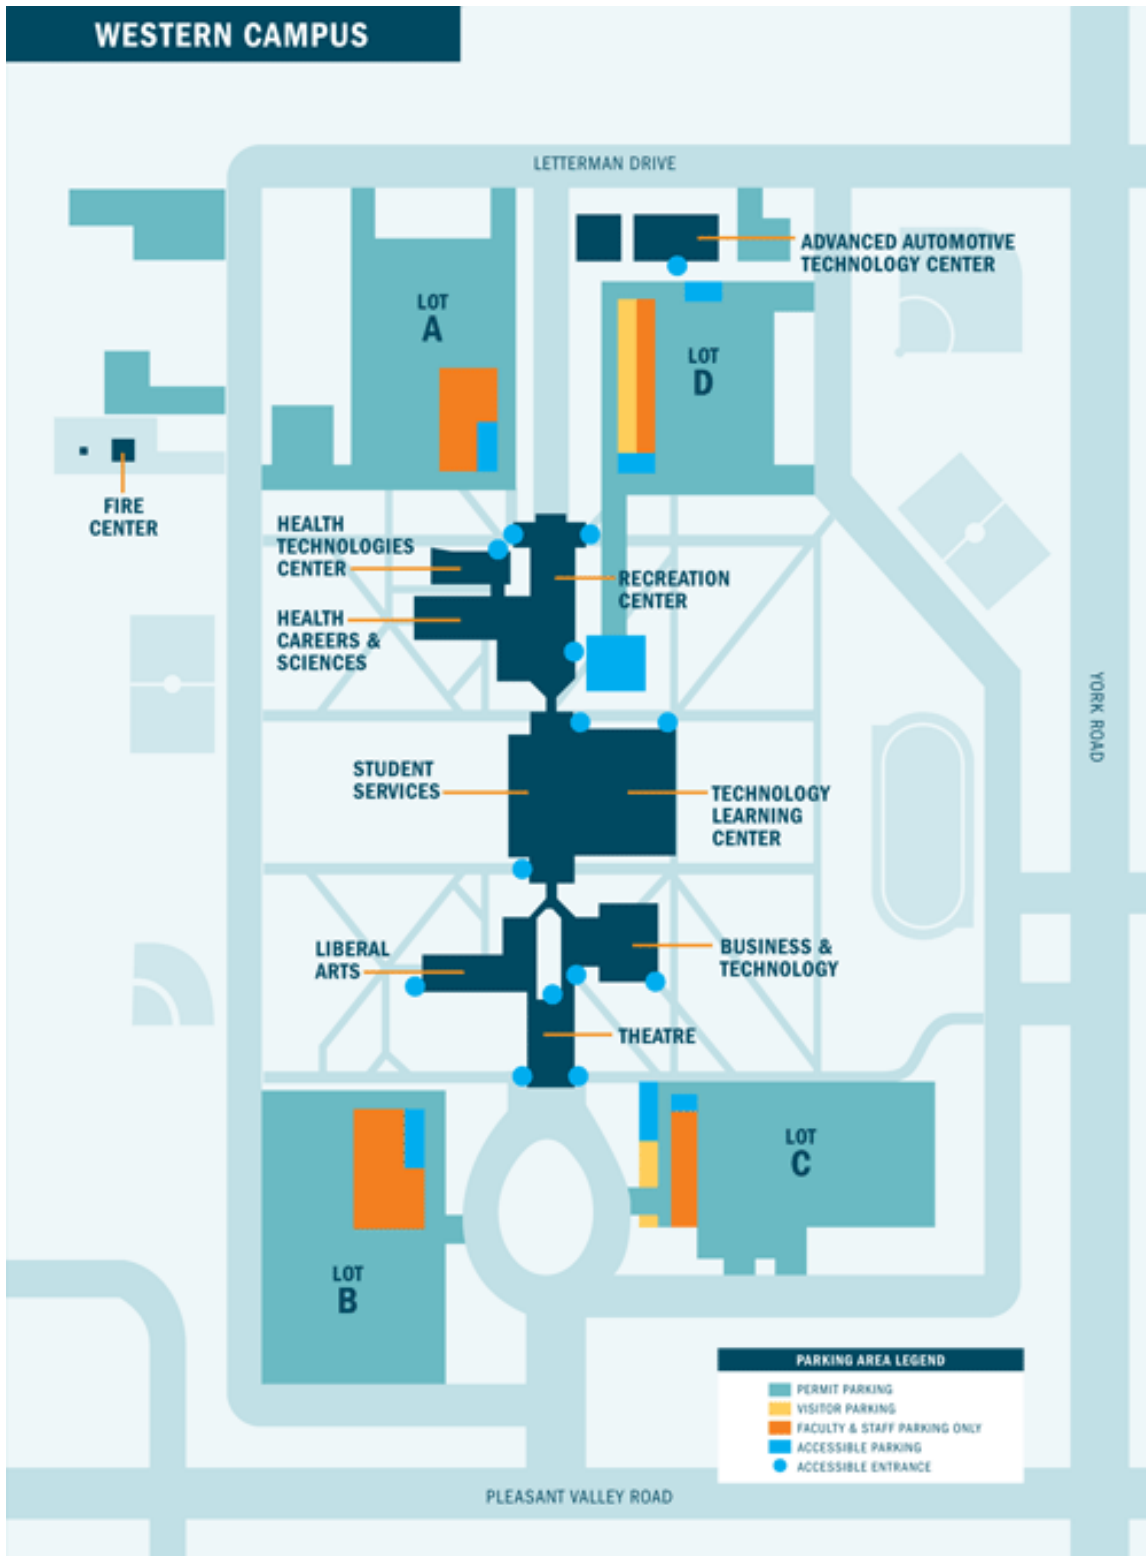 WESTERN CAMPUS
LETTERMAN DRIVE
ADVANCED AUTOMOTIVE
TECHNOLOGY CENTER
LOT
A
LOT
D
FIRE
CENTER
HEALTH
TECHNOLOGIES
CENTER
RECREATION
CENTER
HEALTH
CAREERS &
SCIENCES
YORK ROAD
STUDENT
SERVICES
TECHNOLOGY
LEARNING
CENTER
LIBERAL
ARTS
BUSINESS &
TECHNOLOGY
THEATRE
LOT
C
LOT
B
PARKING AREA LEGEND
PERMIT PARKING
VISITOR PARKING
FACULTY & STAFF PARKING ONLY
ACCESSIBLE PARKING
ACCESSIBLE ENTRANCE
PLEASANT VALLEY ROAD